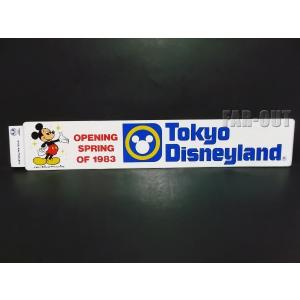 FAR-OUT
OPENING
SPRING
OF 1983
Tokyo
Disneyland®